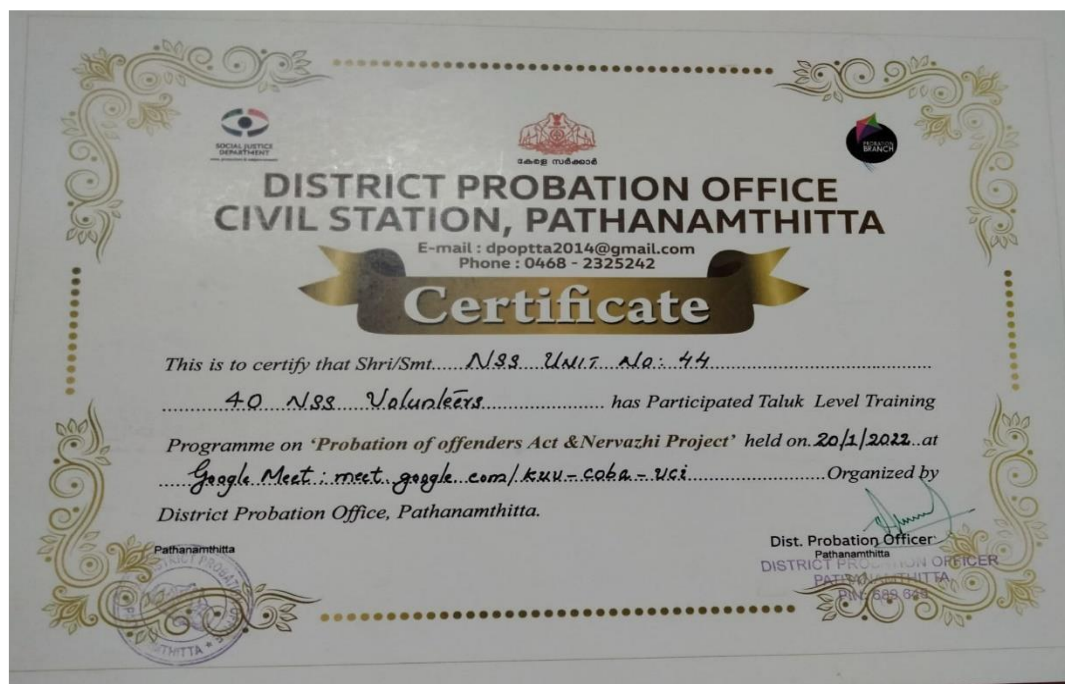 SOCIAL JUSTICE
DEPARTMENT
കേരള സർക്കാർ
PROBATION
BRANCH
DISTRICT PROBATION OFFICE
CIVIL STATION, PATHANAMTHITTA
E-mail : dpoptta2014@gmail.com
Phone : 0468 - 2325242
Certificate
This is to certify that Shri/Smt..... NSS UNIT No: 44
40 NSS Volunteers has Participated Taluk Level Training
Programme on 'Probation of offenders Act &Nervazhi Project' held on 20/1/2022 at
Google Meet : meet.google.com/kuu-coba-uci Organized by
District Probation Office, Pathanamthitta.
Pathanamthitta
Dist. Probation Officer
Pathanamthitta
DISTRICT PROBATION OFFICER
PATHANAMTHITTA
PIN: 689 645